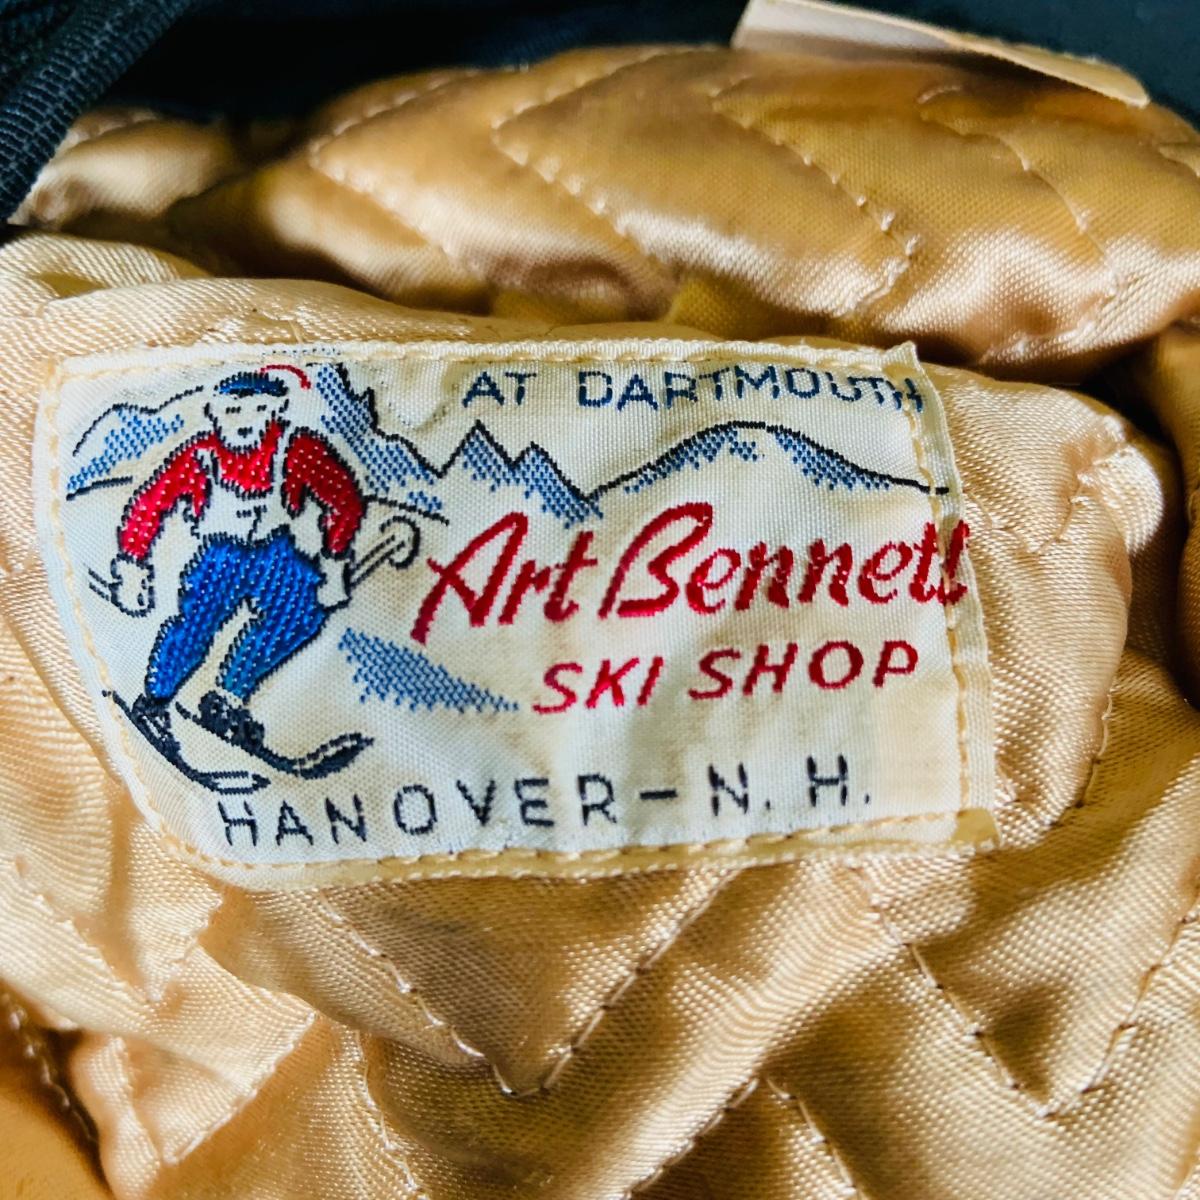 AT DARTMOUTH
Art Bennett
SKI SHOP
HANOVER-N.H.